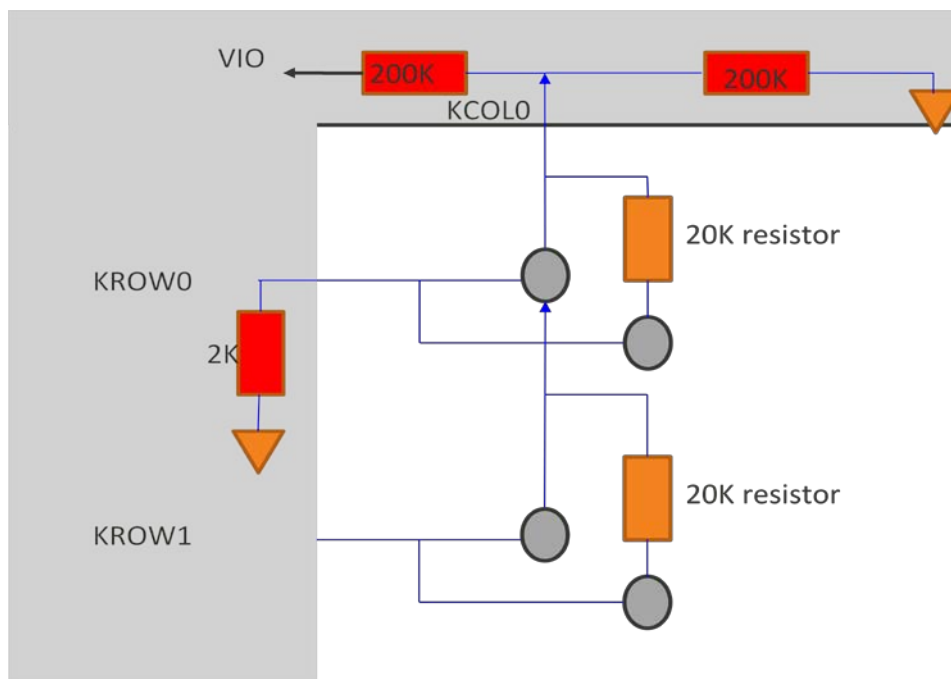 VIO
200K
200K
KCOL0
20K resistor
KROW0
2K
20K resistor
KROW1